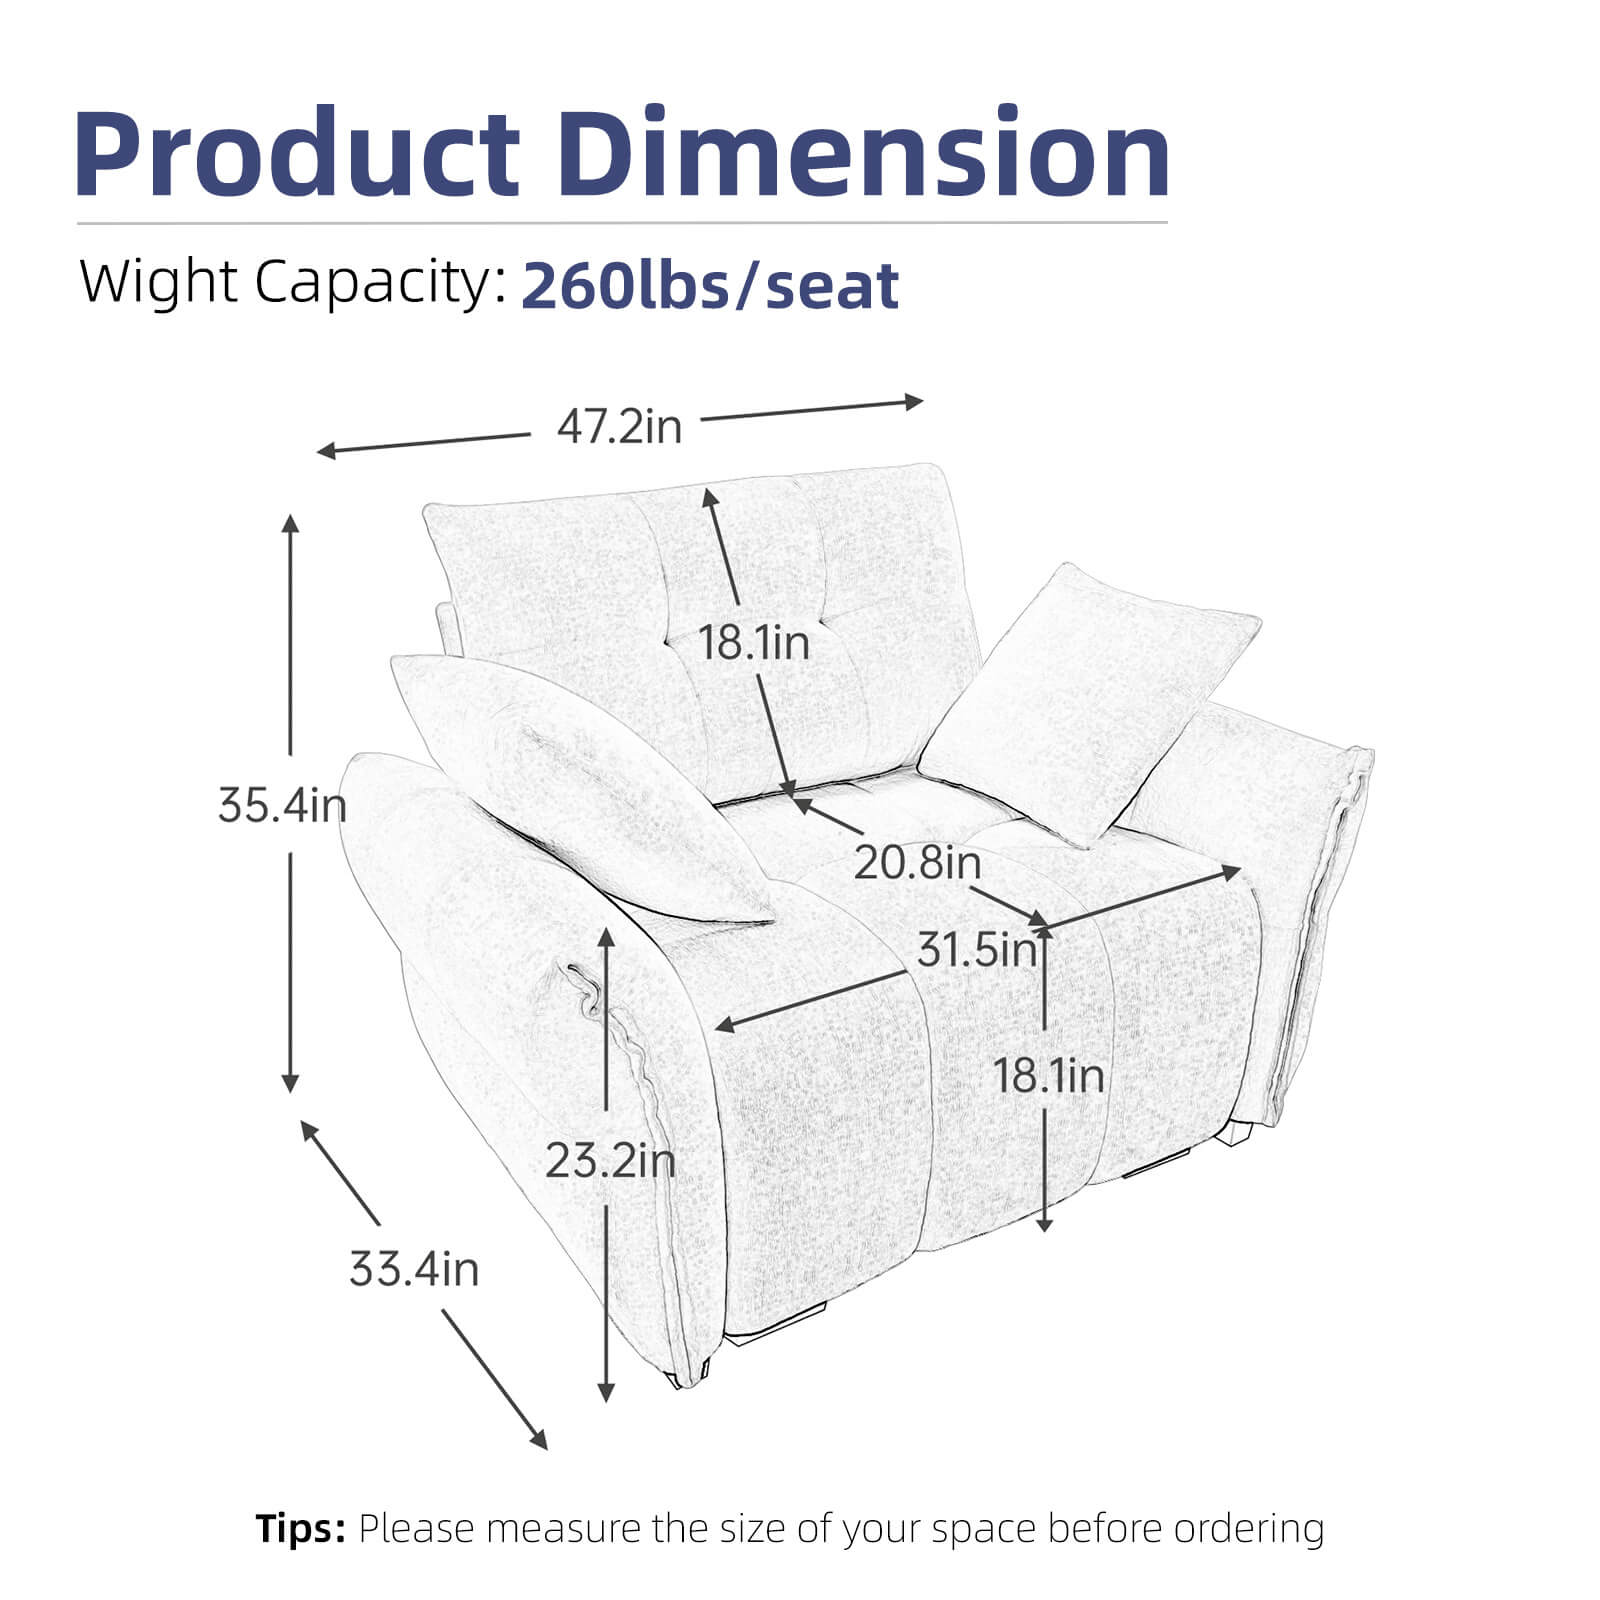 Product Dimension
Wight Capacity: 260lbs/seat
47.2in
18.1in
35.4in
20.8in
31.5in
18.1in
23.2in
33.4in
Tips: Please measure the size of your space before ordering